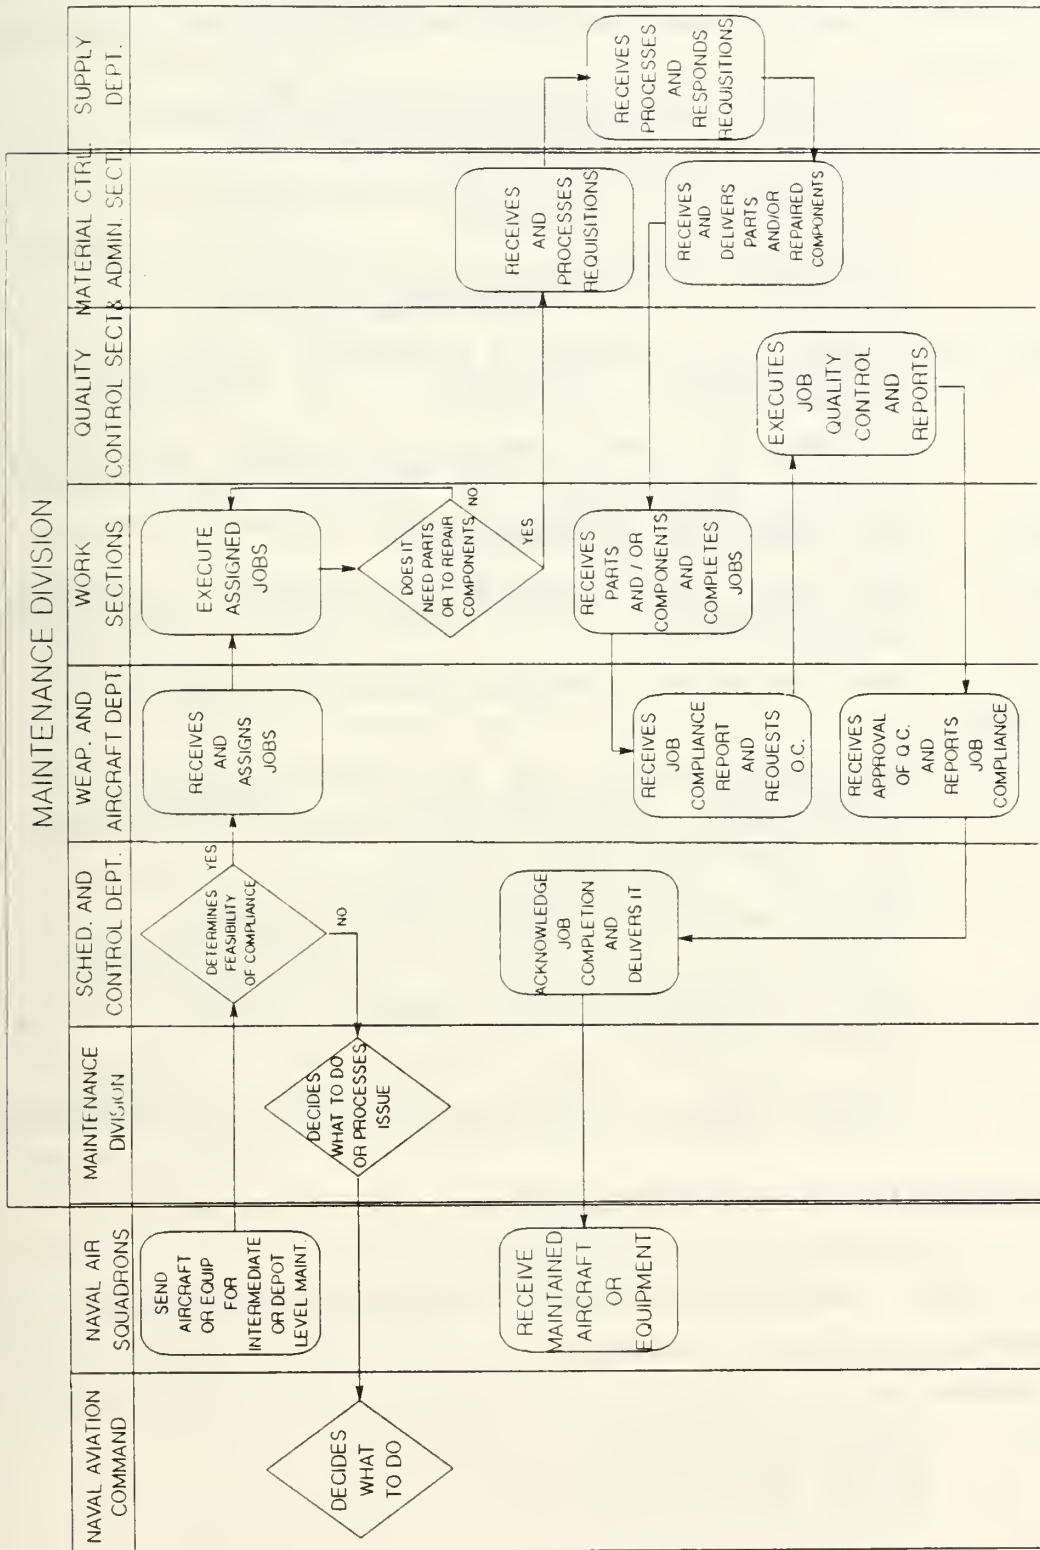 MAINTENANCE DIVISION
NAVAL AVIATION
COMMAND
NAVAL AIR
SQUADRONS
MAINTENANCE
DIVISION
SCHED. AND
CONTROL DEPT.
WEAP. AND
AIRCRAFT DEPT
WORK
SECTIONS
QUALITY
CONTROL SECT.
MATERIAL CTRL.
& ADMIN. SECT.
SUPPLY
DEPT.
SEND
AIRCRAFT
OR EQUIP
FOR
INTERMEDIATE
OR DEPOT
LEVEL MAINT.
DETERMINES
FEASIBILITY
OF COMPLIANCE
YES
NO
RECEIVES
AND
ASSIGNS
JOBS
EXECUTE
ASSIGNED
JOBS
DECIDES
WHAT
TO DO
DECIDES
WHAT TO DO
OR PROCESSES
ISSUE
DOES IT
NEED PARTS
OR TO REPAIR
COMPONENTS
NO
YES
RECEIVES
AND
PROCESSES
REQUISITIONS
RECEIVES
PROCESSES
AND
RESPONDS
REQUISITIONS
RECEIVE
MAINTAINED
AIRCRAFT
OR
EQUIPMENT
ACKNOWLEDGE
JOB
COMPLETION
AND
DELIVERS IT
RECEIVES
PARTS
AND / OR
COMPONENTS
AND
COMPLETES
JOBS
RECEIVES
AND
DELIVERS
PARTS
AND/OR
REPAIRED
COMPONENTS
RECEIVES
JOB
COMPLIANCE
REPORT
AND
REQUESTS
Q.C.
EXECUTES
JOB
QUALITY
CONTROL
AND
REPORTS
RECEIVES
APPROVAL
OF Q.C.
AND
REPORTS
JOB
COMPLIANCE